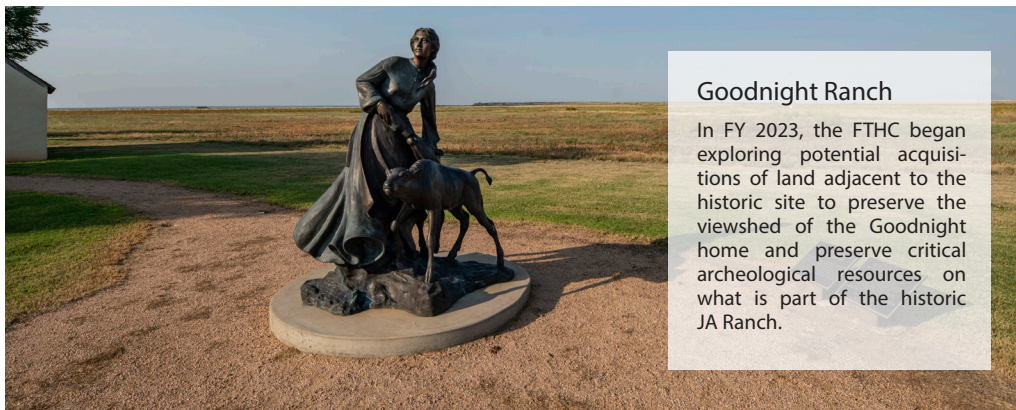 Goodnight Ranch
In FY 2023, the FTHC began
exploring potential acquisi-
tions of land adjacent to the
historic site to preserve the
viewshed of the Goodnight
home and preserve critical
archeological resources on
what is part of the historic
JA Ranch.